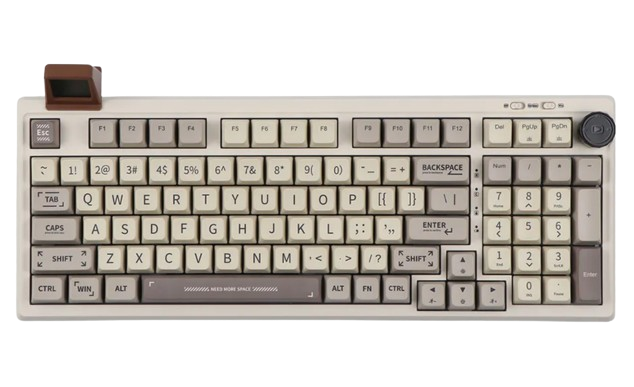 Esc F1 F2 F3 F4 F5 F6 F7 F8 F9 F10 F11 F12 Del PgUp PgDn
~ 1! 2@ 3# 4$ 5% 6^ 7& 8* 9( 0) -_ =+ BACKSPACE Num / * -
TAB Q W E R T Y U I O P [{ ]} \| 7 8 9 +
CAPS A S D F G H J K L ;: '" ENTER 4 5 6
SHIFT Z X C V B N M ,< .> /? SHIFT 1 2 3 Enter
CTRL WIN ALT NEED MORE SPACE ALT FN CTRL 0 .